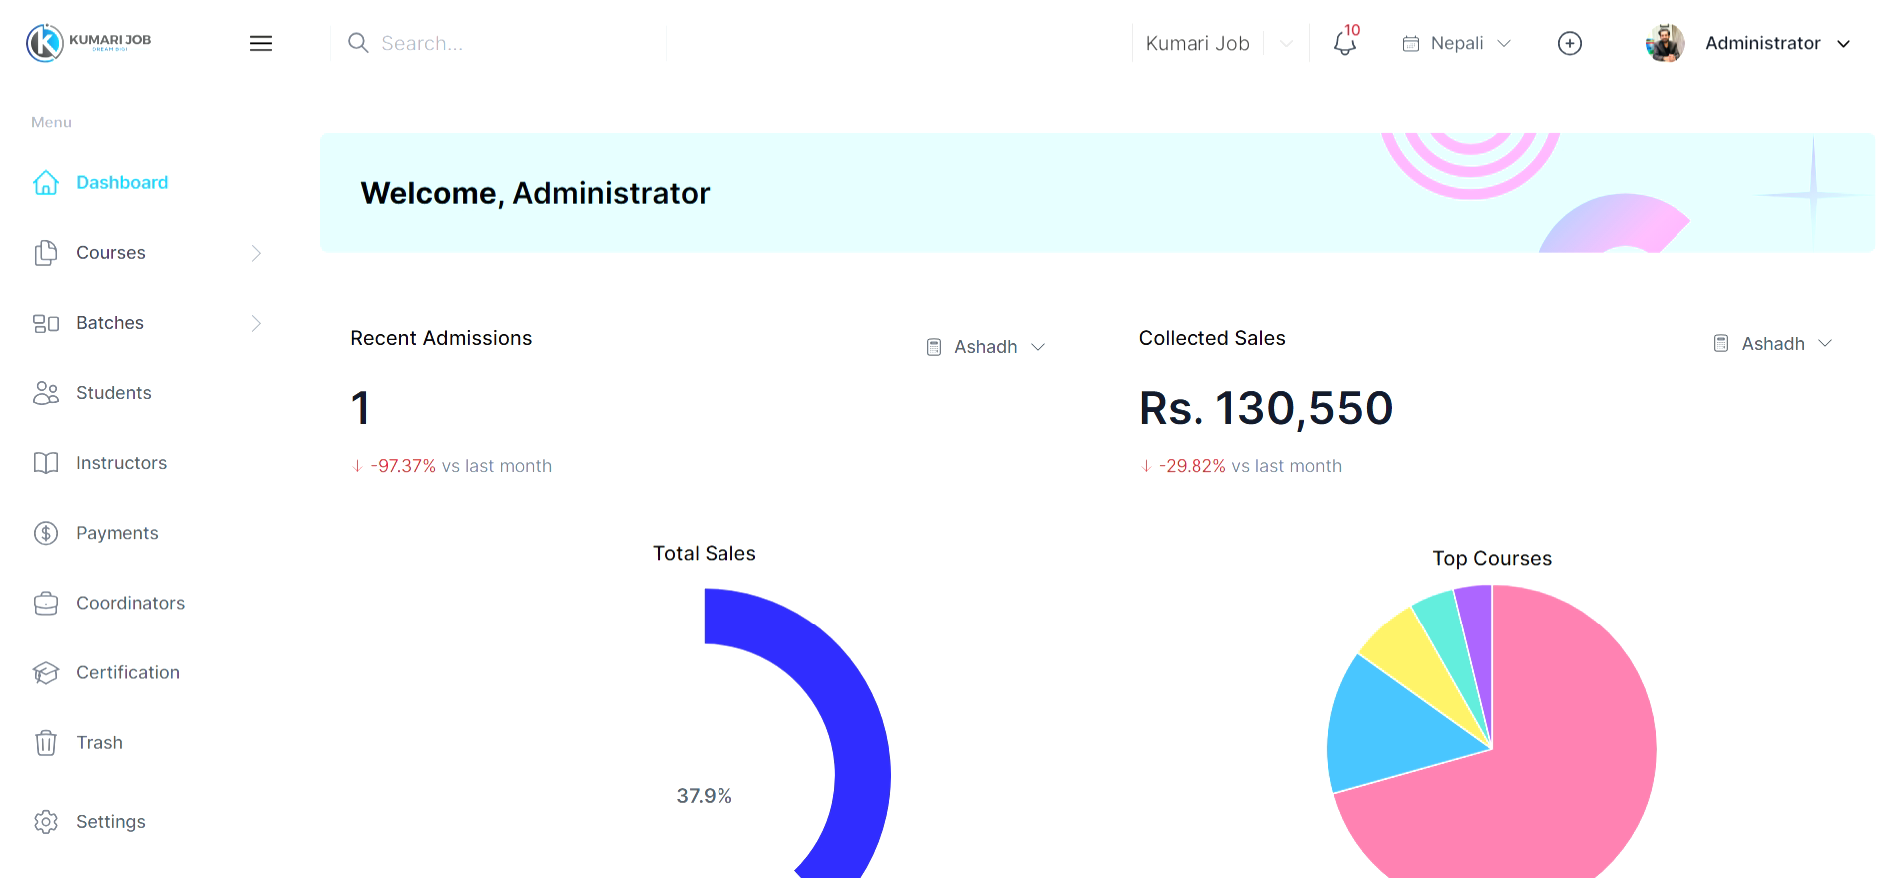 KUMARI JOB
DREAM BIG!
Search...
Kumari Job
10
Nepali
Administrator
Menu
Dashboard
Courses
Batches
Students
Instructors
Payments
Coordinators
Certification
Trash
Settings
Welcome, Administrator
Recent Admissions
Ashadh
1
-97.37% vs last month
Collected Sales
Ashadh
Rs. 130,550
-29.82% vs last month
Total Sales
37.9%
Top Courses